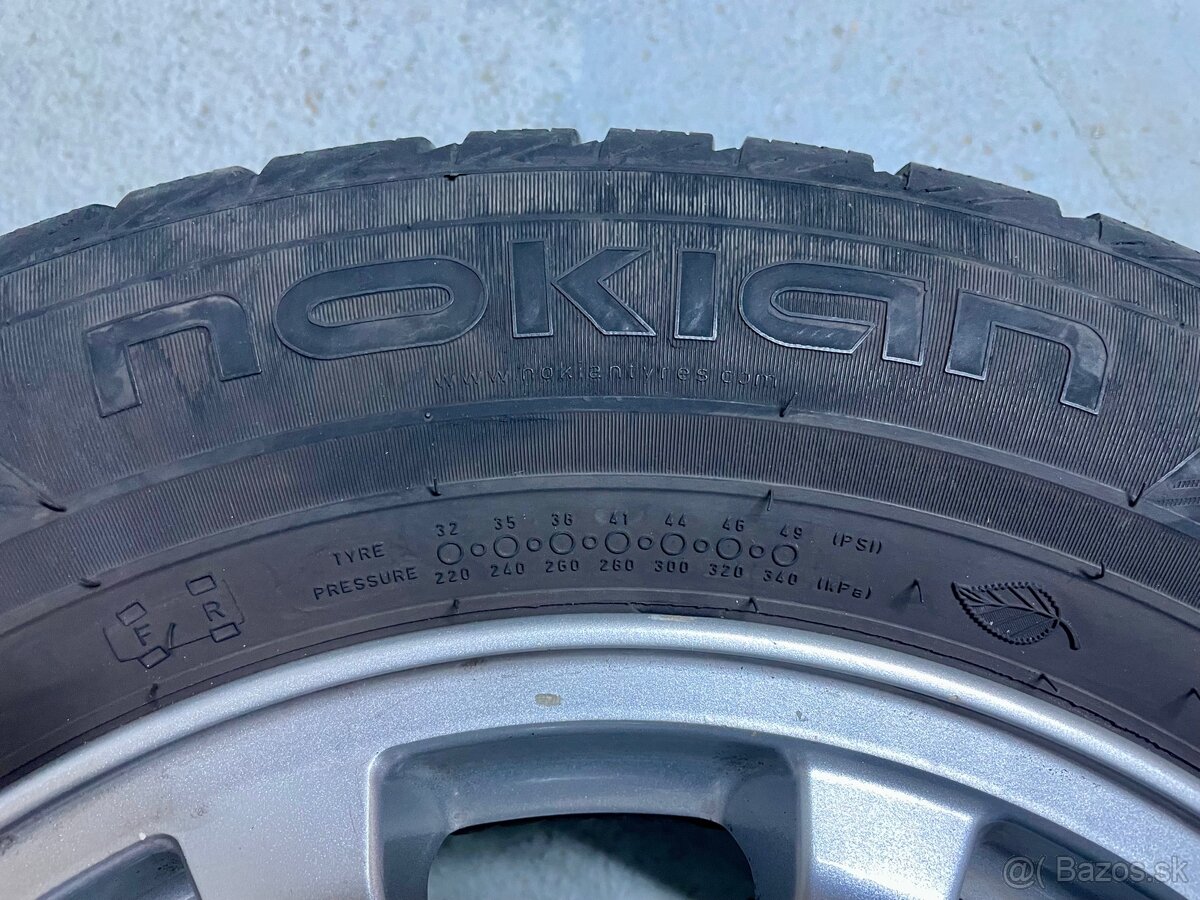 nokian
www.nokiantyres.com
32 35 38 41 44 46 49 (PSI)
TYRE
PRESSURE 220 240 260 280 300 320 340 (kPa)
F/R
@( Bazos.sk